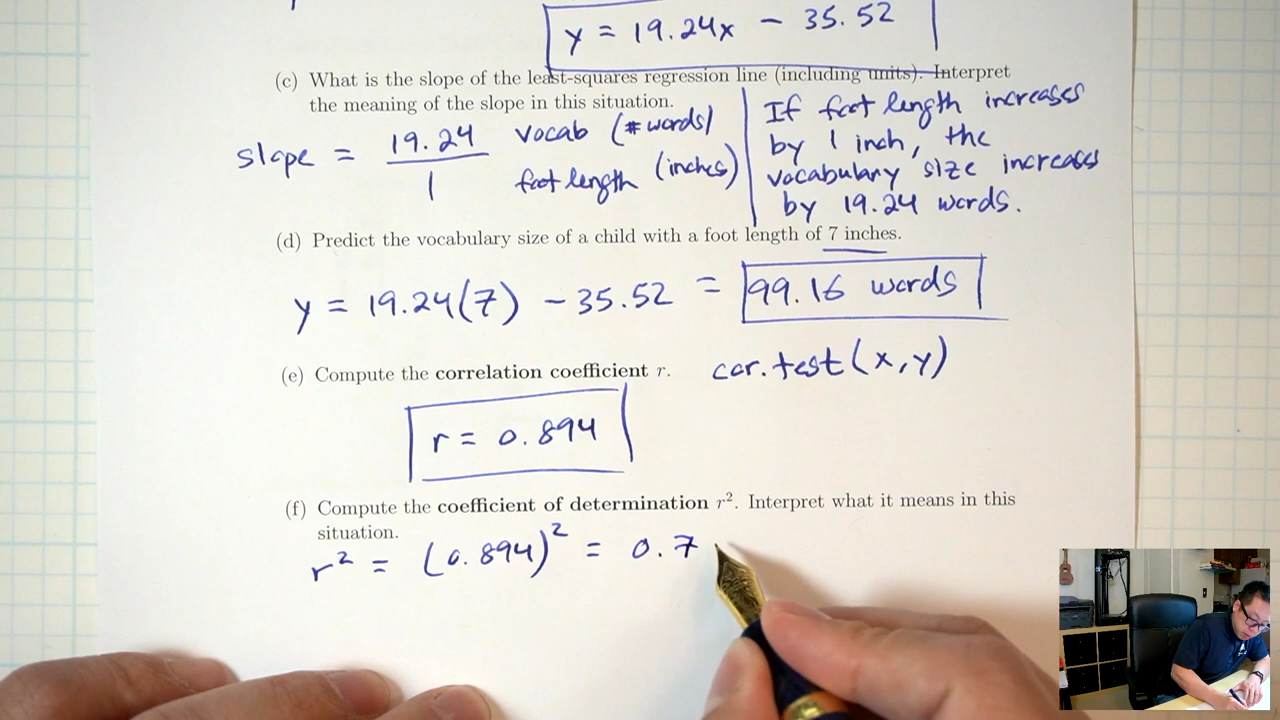 y = 19.24x - 35.52
(c) What is the slope of the least-squares regression line (including units). Interpret
the meaning of the slope in this situation.
slope = 19.24 / 1 vocab (#words) / foot length (inches)
If foot length increases
by 1 inch, the
vocabulary size increases
by 19.24 words.
(d) Predict the vocabulary size of a child with a foot length of 7 inches.
y = 19.24(7) - 35.52 = 99.16 words
(e) Compute the correlation coefficient r. cor.test(x,y)
r = 0.894
(f) Compute the coefficient of determination r². Interpret what it means in this
situation.
r² = (0.894)² = 0.7